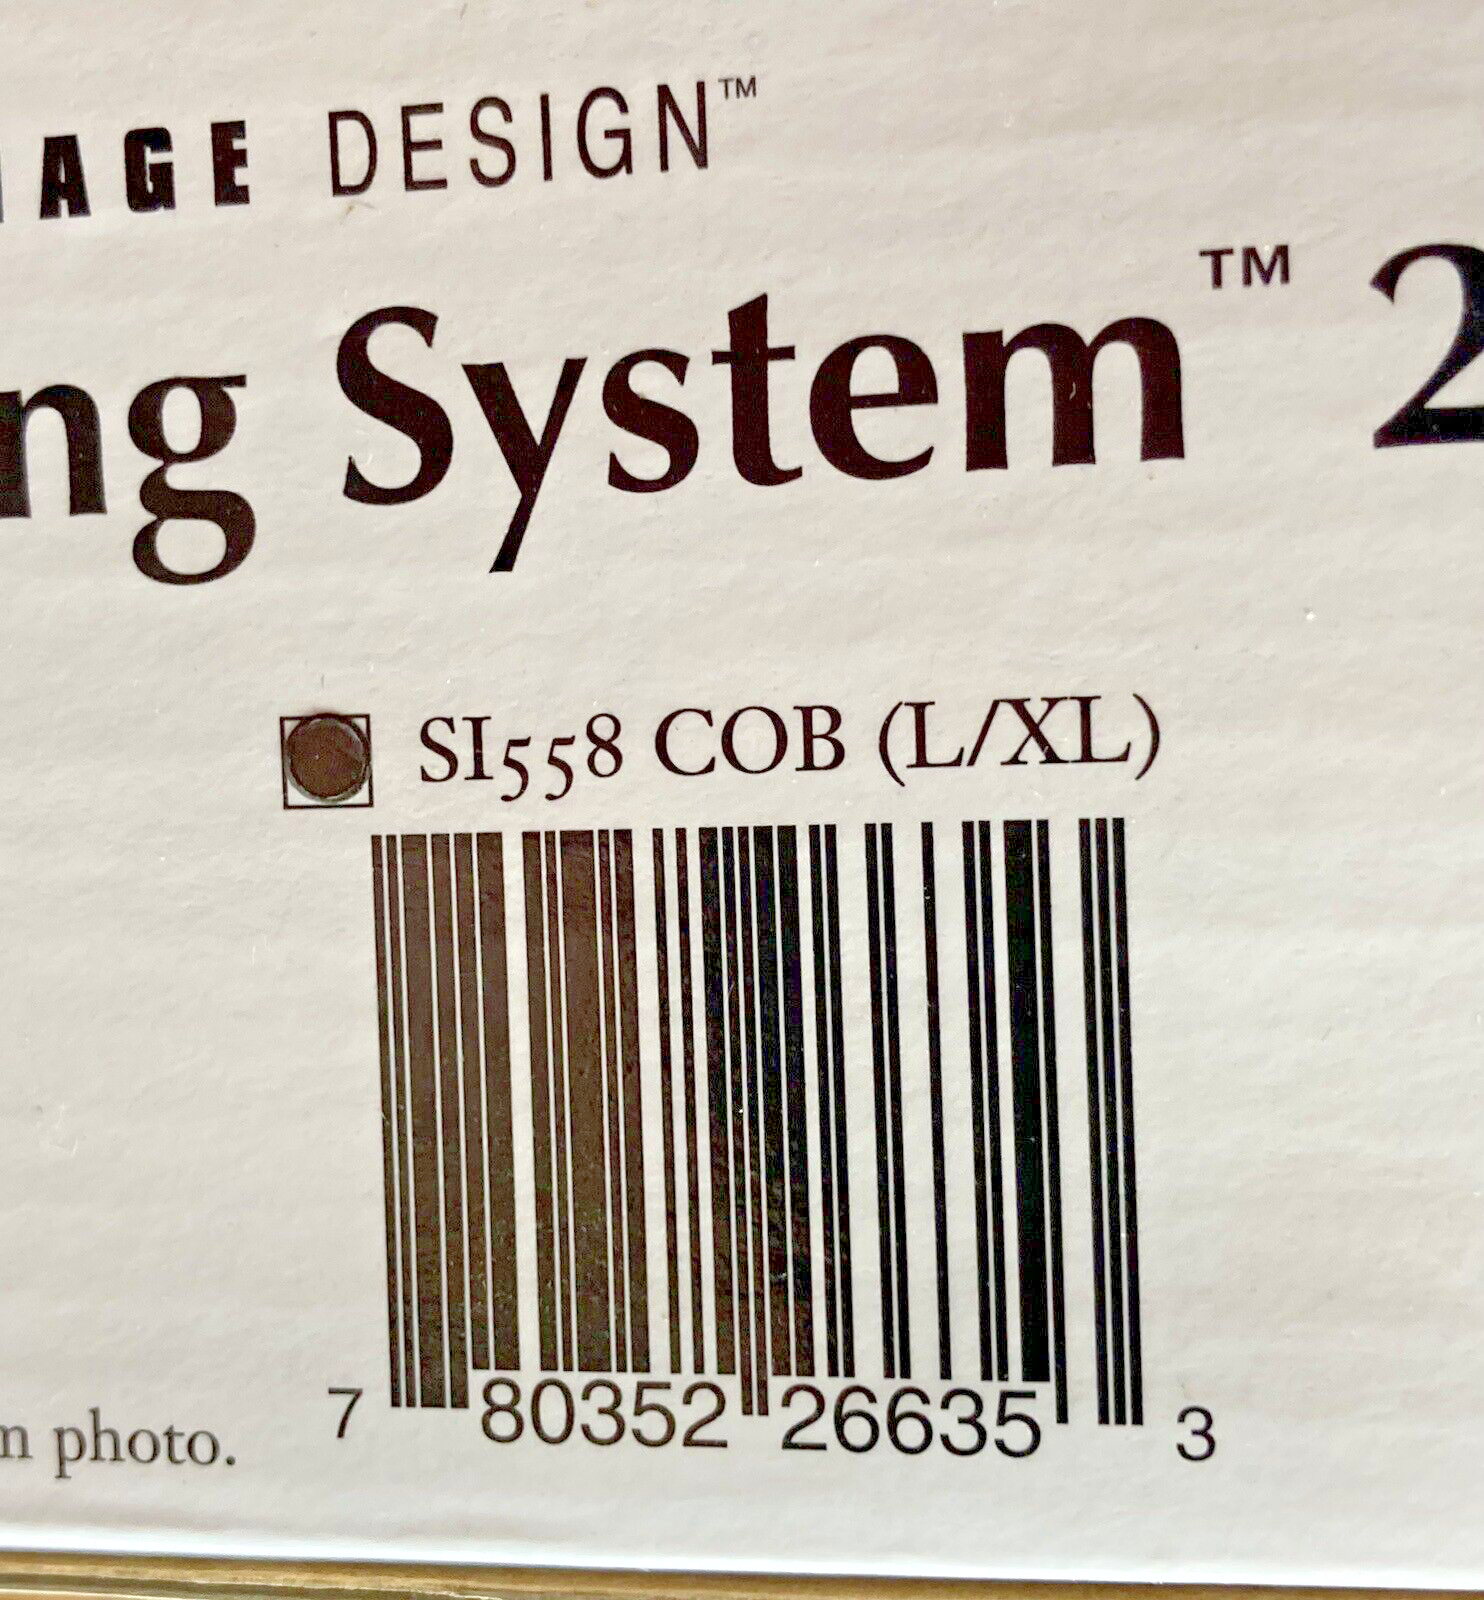 AGE DESIGN™
ng System™ 2
SI558 COB (L/XL)
m photo.
7 80352 26635 3